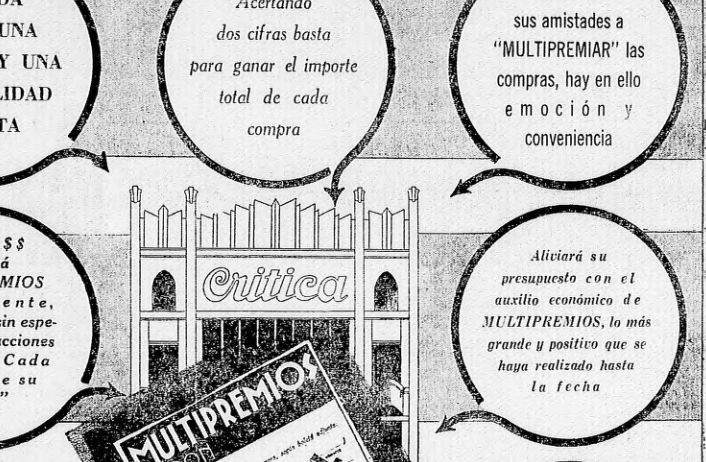 UNA
Y UNA
LIDAD
TA
Acertando
dos cifras basta
para ganar el importe
total de cada
compra
sus amistades a
“MULTIPREMIAR” las
compras, hay en ello
emoción y
conveniencia
$$
á
MIOS
ente,
sin espe-
acciones
Cada
e su
”
Crítica
Aliviará su
presupuesto con el
auxilio económico de
MULTIPREMIOS, lo más
grande y positivo que se
haya realizado hasta
la fecha
MULTIPREMIOS